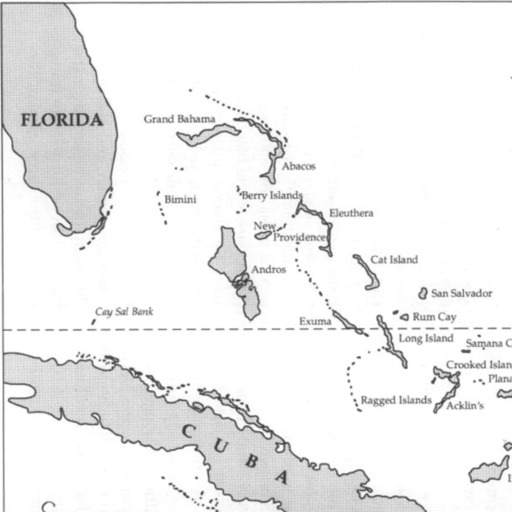 FLORIDA
Grand Bahama
Abacos
Bimini
Berry Islands
Eleuthera
New
Providence
Andros
Cat Island
San Salvador
Cay Sal Bank
Exuma
Rum Cay
Long Island
Samana C
Crooked Islan
Plana
Ragged Islands
Acklin's
CUBA